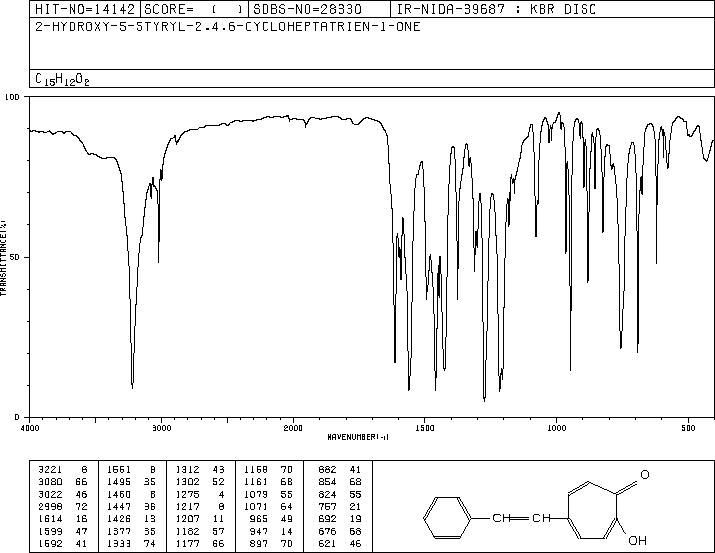 HIT-NO=14142 SCORE= ( ) SDBS-NO=28330 IR-NIDA-39687 : KBR DISC
2-HYDROXY-5-STYRYL-2,4,6-CYCLOHEPTATRIEN-1-ONE
C15H12O2
100
50
0
TRANSMITTANCE(%)
4000 3000 2000 1500 1000 500
WAVENUMBER(-1)
3221 8 1561 8 1312 43 1168 70 882 41
3080 66 1495 35 1302 52 1161 68 854 68
3022 46 1460 8 1275 4 1079 55 824 55
2998 72 1447 36 1217 8 1071 64 757 21
1614 16 1426 13 1207 11 965 49 692 19
1599 47 1377 35 1182 57 947 14 676 68
1592 41 1333 74 1177 66 897 70 621 46
O
CH CH
OH